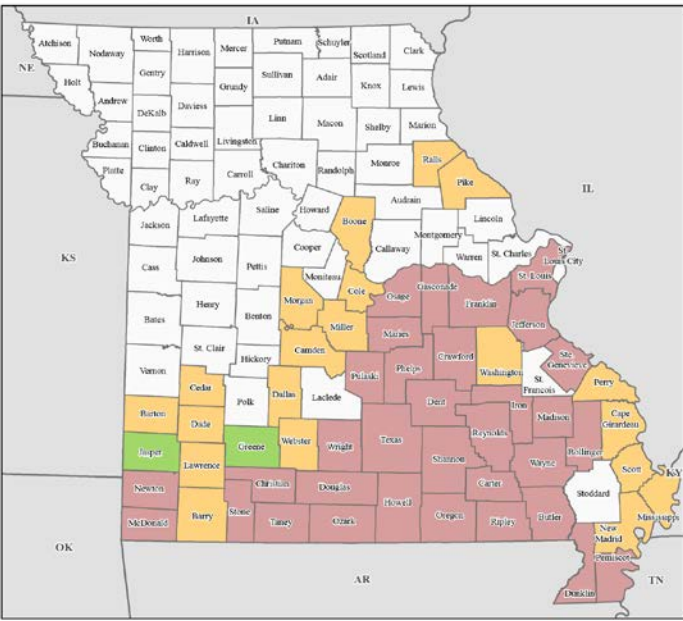 IA
Atchison
Nodaway
Worth
Harrison
Mercer
Putnam
Schuyler
Scotland
Clark
NE
Holt
Gentry
Sullivan
Adair
Knox
Lewis
Andrew
DeKalb
Daviess
Grundy
Linn
Macon
Shelby
Marion
Buchanan
Clinton
Caldwell
Livingston
Chariton
Randolph
Monroe
Ralls
Platte
Clay
Ray
Carroll
Pike
IL
Jackson
Lafayette
Saline
Howard
Boone
Audrain
Lincoln
KS
Cass
Johnson
Pettis
Cooper
Moniteau
Callaway
Montgomery
Warren
St. Charles
St.
Louis City
St. Louis
Bates
Henry
Benton
Morgan
Cole
Osage
Gasconade
Franklin
Jefferson
Miller
Maries
St. Clair
Hickory
Camden
Crawford
Washington
Ste
Genevieve
Vernon
Cedar
Polk
Dallas
Laclede
Pulaski
Phelps
St.
Francois
Perry
Barton
Dade
Dent
Iron
Madison
Cape
Girardeau
Jasper
Greene
Webster
Wright
Texas
Reynolds
Bollinger
Lawrence
Shannon
Wayne
Scott
KY
Newton
Christian
Douglas
Carter
Stoddard
McDonald
Barry
Stone
Taney
Ozark
Howell
Oregon
Ripley
Butler
New
Madrid
Mississippi
OK
AR
Dunklin
Pemiscot
TN